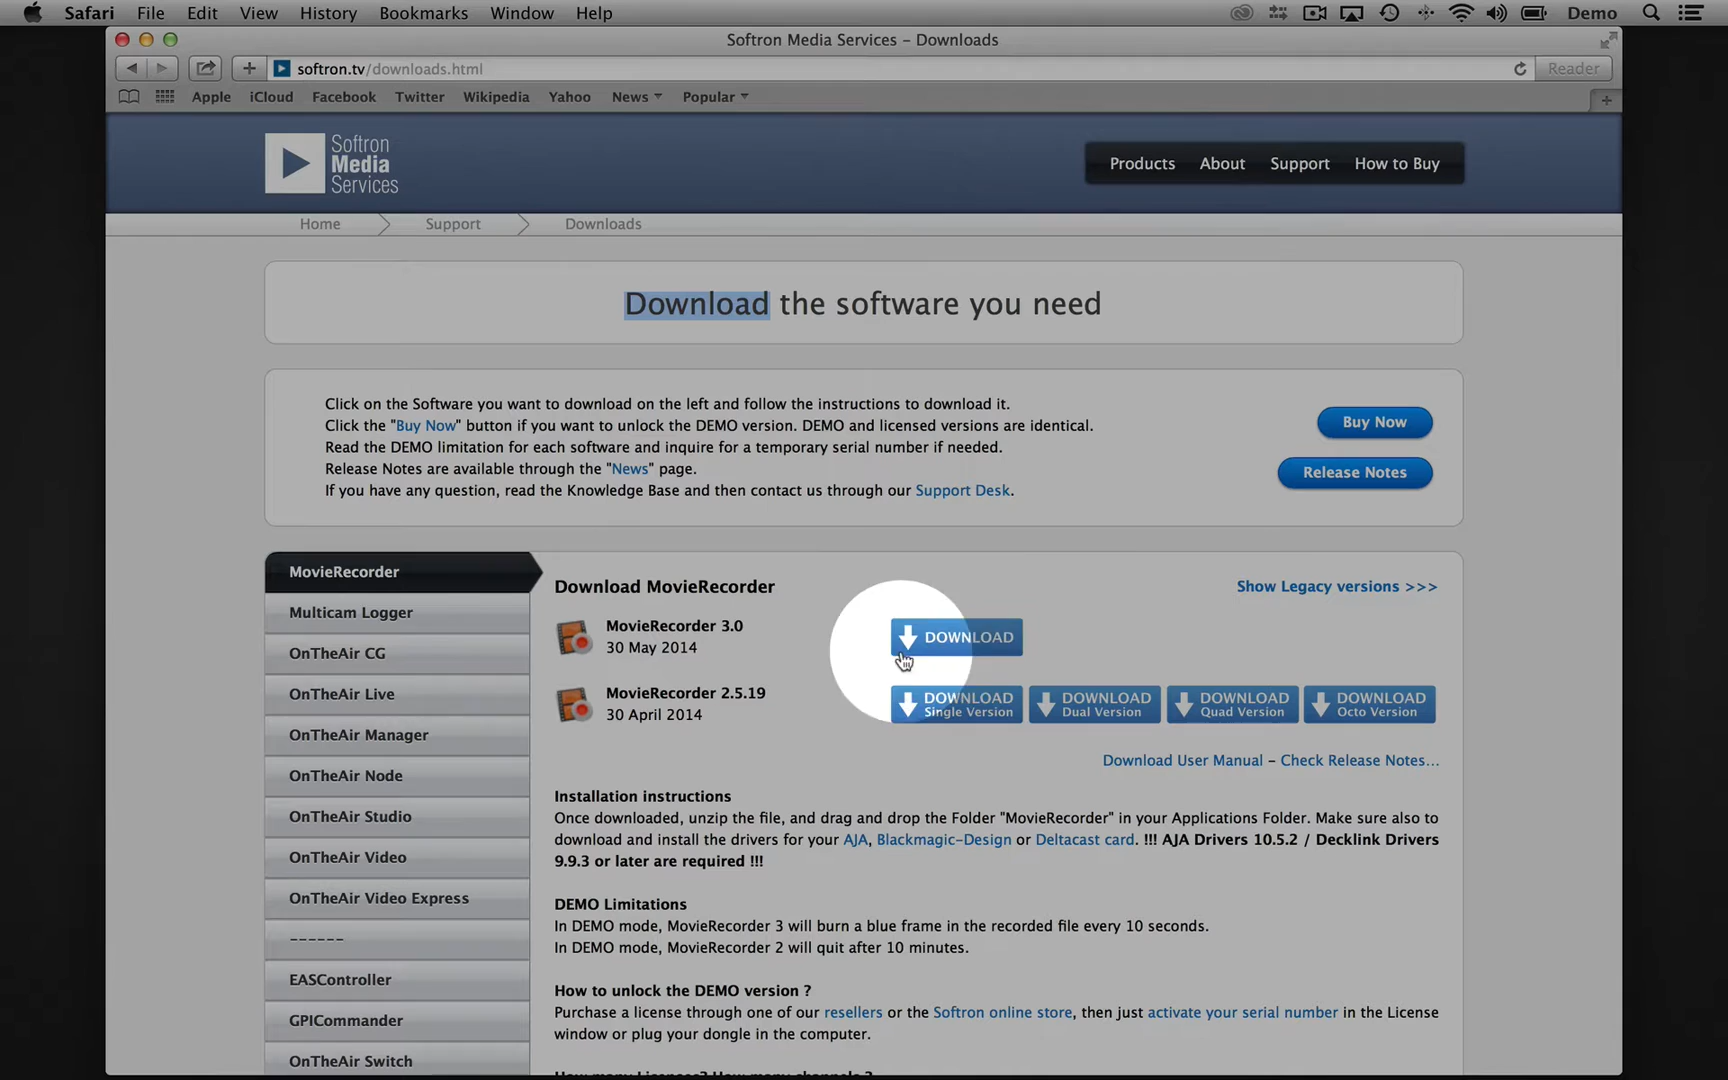 Safari File Edit View History Bookmarks Window Help Demo
Softron Media Services – Downloads
softron.tv/downloads.html Reader
Apple iCloud Facebook Twitter Wikipedia Yahoo News Popular
Softron
Media
Services
Products About Support How to Buy
Home Support Downloads
Download the software you need
Click on the Software you want to download on the left and follow the instructions to download it.
Click the "Buy Now" button if you want to unlock the DEMO version. DEMO and licensed versions are identical.
Read the DEMO limitation for each software and inquire for a temporary serial number if needed.
Release Notes are available through the "News" page.
If you have any question, read the Knowledge Base and then contact us through our Support Desk.
Buy Now
Release Notes
MovieRecorder
Multicam Logger
OnTheAir CG
OnTheAir Live
OnTheAir Manager
OnTheAir Node
OnTheAir Studio
OnTheAir Video
OnTheAir Video Express
------
EASController
GPICommander
OnTheAir Switch
Download MovieRecorder Show Legacy versions >>>
MovieRecorder 3.0
30 May 2014
DOWNLOAD
MovieRecorder 2.5.19
30 April 2014
DOWNLOAD
Single Version
DOWNLOAD
Dual Version
DOWNLOAD
Quad Version
DOWNLOAD
Octo Version
Download User Manual – Check Release Notes...
Installation instructions
Once downloaded, unzip the file, and drag and drop the Folder "MovieRecorder" in your Applications Folder. Make sure also to
download and install the drivers for your AJA, Blackmagic-Design or Deltacast card. !!! AJA Drivers 10.5.2 / Decklink Drivers
9.9.3 or later are required !!!
DEMO Limitations
In DEMO mode, MovieRecorder 3 will burn a blue frame in the recorded file every 10 seconds.
In DEMO mode, MovieRecorder 2 will quit after 10 minutes.
How to unlock the DEMO version ?
Purchase a license through one of our resellers or the Softron online store, then just activate your serial number in the License
window or plug your dongle in the computer.
How many Licenses? How many channels ?